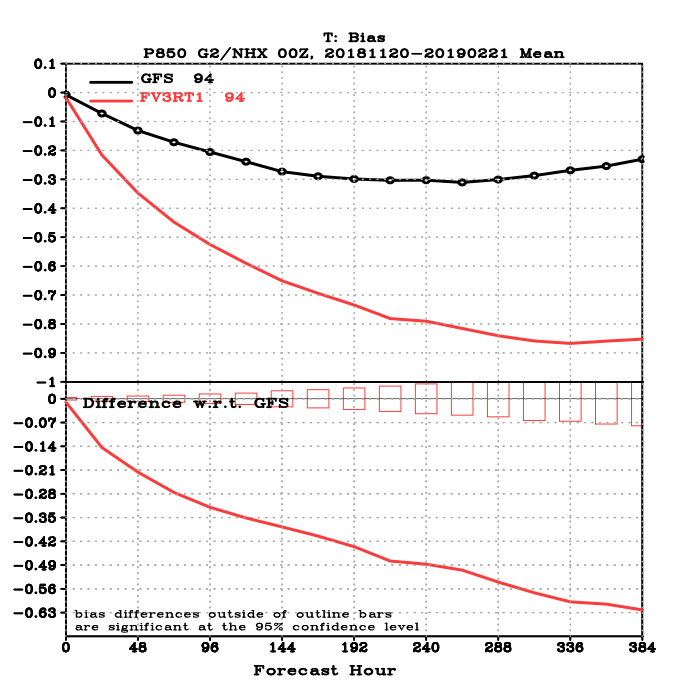 T: Bias
P850 G2/NHX 00Z, 20181120-20190221 Mean
0.1
GFS 94
0
FV3RT1 94
-0.1
-0.2
-0.3
-0.4
-0.5
-0.6
-0.7
-0.8
-0.9
-1
0
Difference w.r.t. GFS
-0.07
-0.14
-0.21
-0.28
-0.35
-0.42
-0.49
-0.56
-0.63
bias differences outside of outline bars
are significant at the 95% confidence level
0 48 96 144 192 240 288 336 384
Forecast Hour